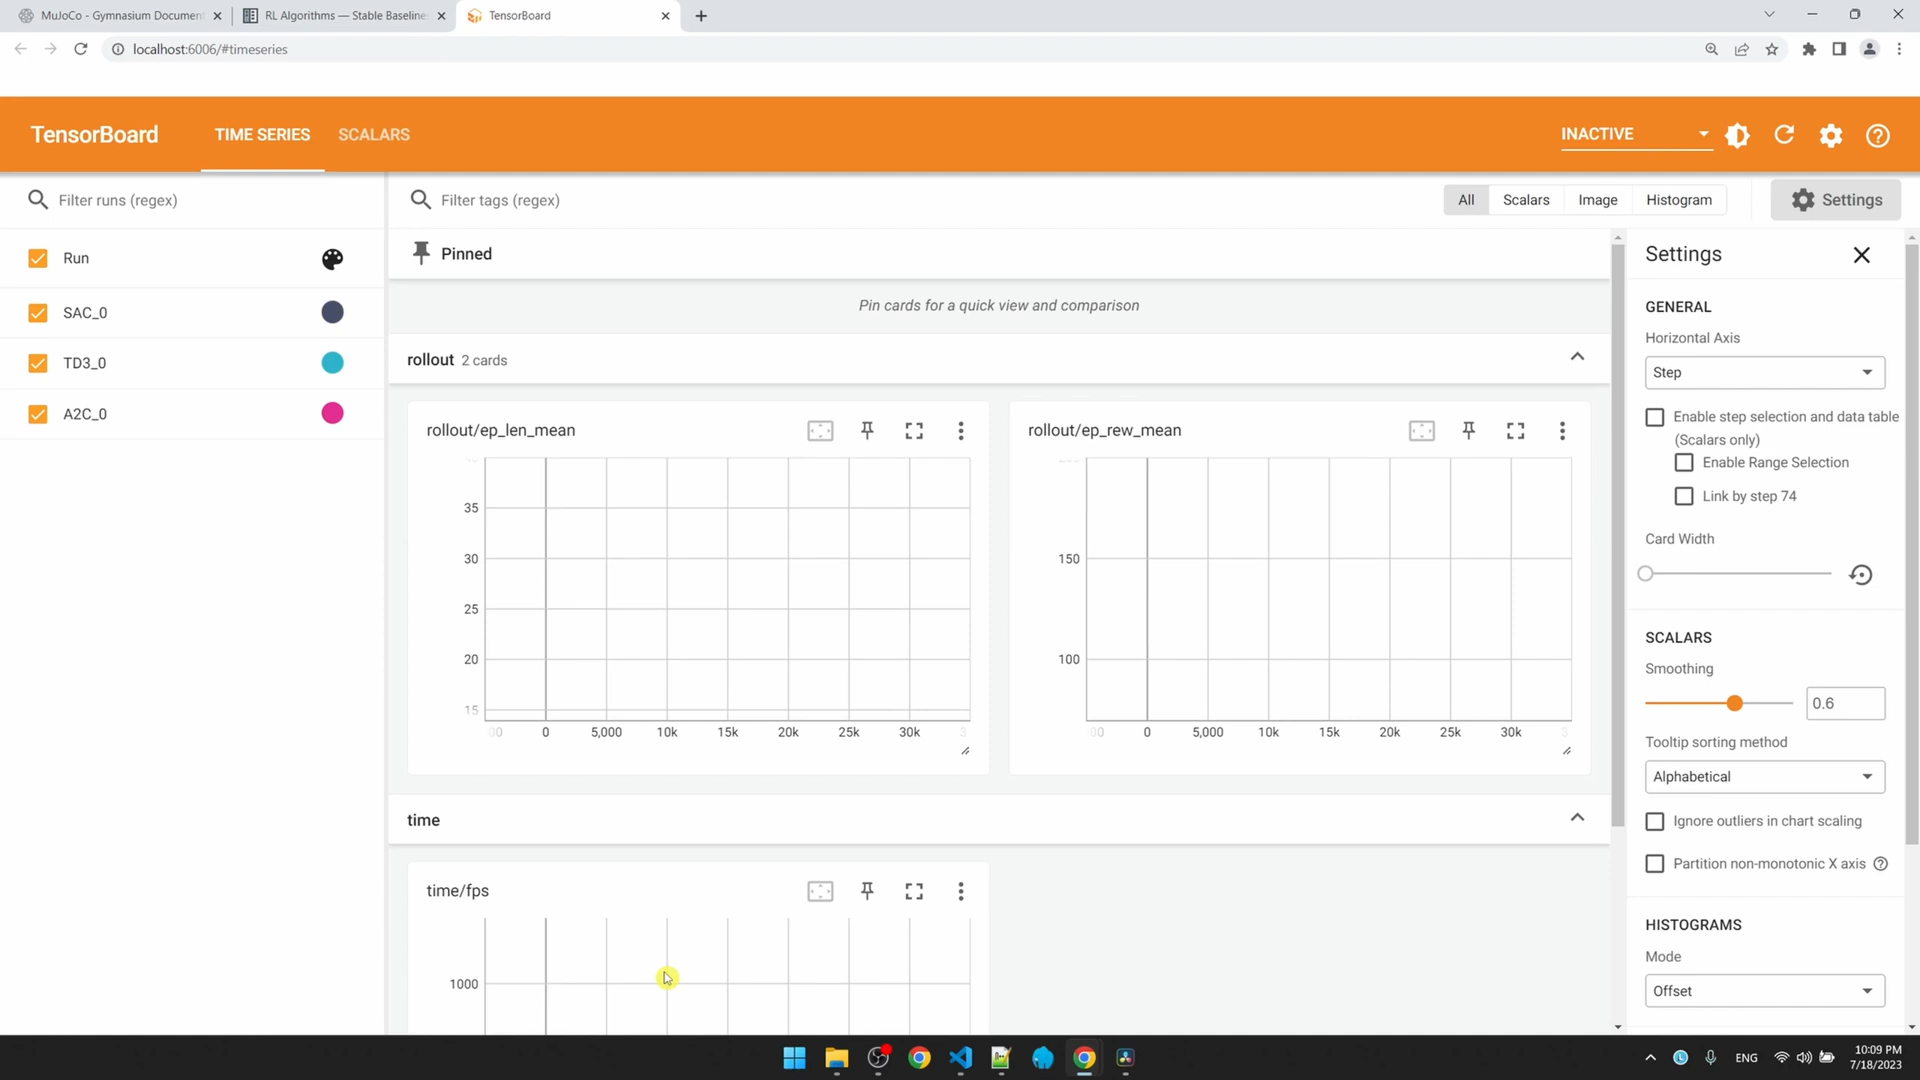 MuJoCo - Gymnasium Document
RL Algorithms — Stable Baseline
TensorBoard
localhost:6006/#timeseries
TensorBoard
TIME SERIES
SCALARS
INACTIVE
Filter runs (regex)
Filter tags (regex)
All
Scalars
Image
Histogram
Settings
Run
SAC_0
TD3_0
A2C_0
Pinned
Pin cards for a quick view and comparison
rollout 2 cards
rollout/ep_len_mean
35
30
25
20
15
00 0 5,000 10k 15k 20k 25k 30k 3
rollout/ep_rew_mean
150
100
00 0 5,000 10k 15k 20k 25k 30k 3
time
time/fps
1000
Settings
GENERAL
Horizontal Axis
Step
Enable step selection and data table
(Scalars only)
Enable Range Selection
Link by step 74
Card Width
SCALARS
Smoothing
0.6
Tooltip sorting method
Alphabetical
Ignore outliers in chart scaling
Partition non-monotonic X axis
HISTOGRAMS
Mode
Offset
ENG
10:09 PM
7/18/2023